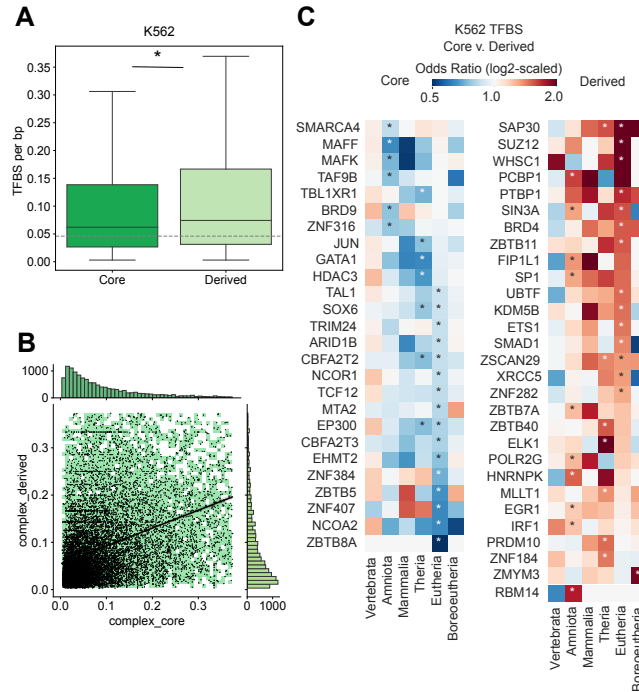 A
K562
*
TFBS per bp
0.35
0.30
0.25
0.20
0.15
0.10
0.05
0.00
Core
Derived
B
1000
0
complex_derived
0.3
0.2
0.1
0.0
0.0
0.1
0.2
0.3
0
1000
complex_core
C
K562 TFBS
Core v. Derived
Odds Ratio (log2-scaled)
Core
Derived
0.5
1.0
2.0
SMARCA4
MAFF
MAFK
TAF9B
TBL1XR1
BRD9
ZNF316
JUN
GATA1
HDAC3
TAL1
SOX6
TRIM24
ARID1B
CBFA2T2
NCOR1
TCF12
MTA2
EP300
CBFA2T3
EHMT2
ZNF384
ZBTB5
ZNF407
NCOA2
ZBTB8A
Vertebrata
Amniota
Mammalia
Theria
Eutheria
Boreoeutheria
SAP30
SUZ12
WHSC1
PCBP1
PTBP1
SIN3A
BRD4
ZBTB11
FIP1L1
SP1
UBTF
KDM5B
ETS1
SMAD1
ZSCAN29
XRCC5
ZNF282
ZBTB7A
ZBTB40
ELK1
POLR2G
HNRNPK
MLLT1
EGR1
IRF1
PRDM10
ZNF184
ZMYM3
RBM14
Vertebrata
Amniota
Mammalia
Theria
Eutheria
Boreoeutheria